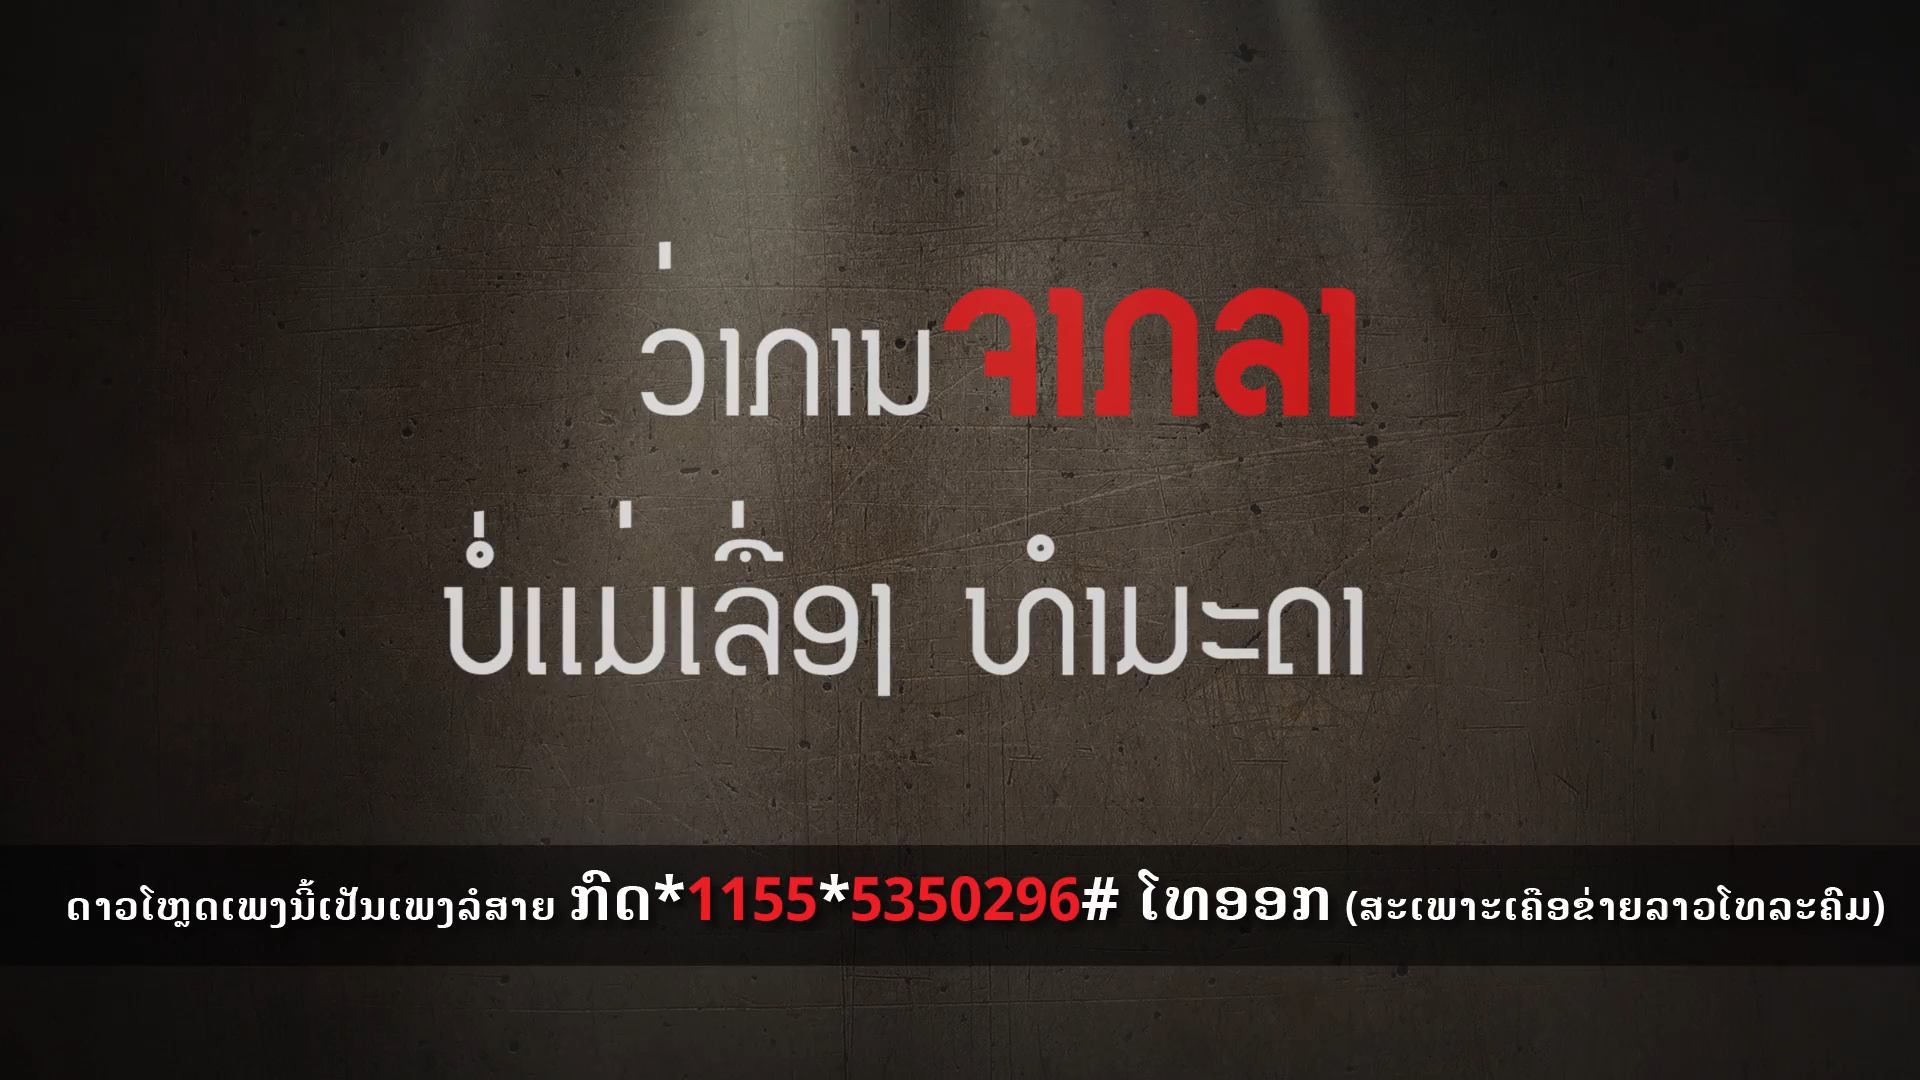 ວ່າການຈາກລາ
ບໍ່ແມ່ເລື່ອງ ທຳມະດາ
ດາວໂຫຼດເພງນີ້ເປັນເພງລໍສາຍ ກົດ*1155*5350296# ໂທອອກ (ສະເພາະເຄືອຂ່າຍລາວໂທລະຄົມ)